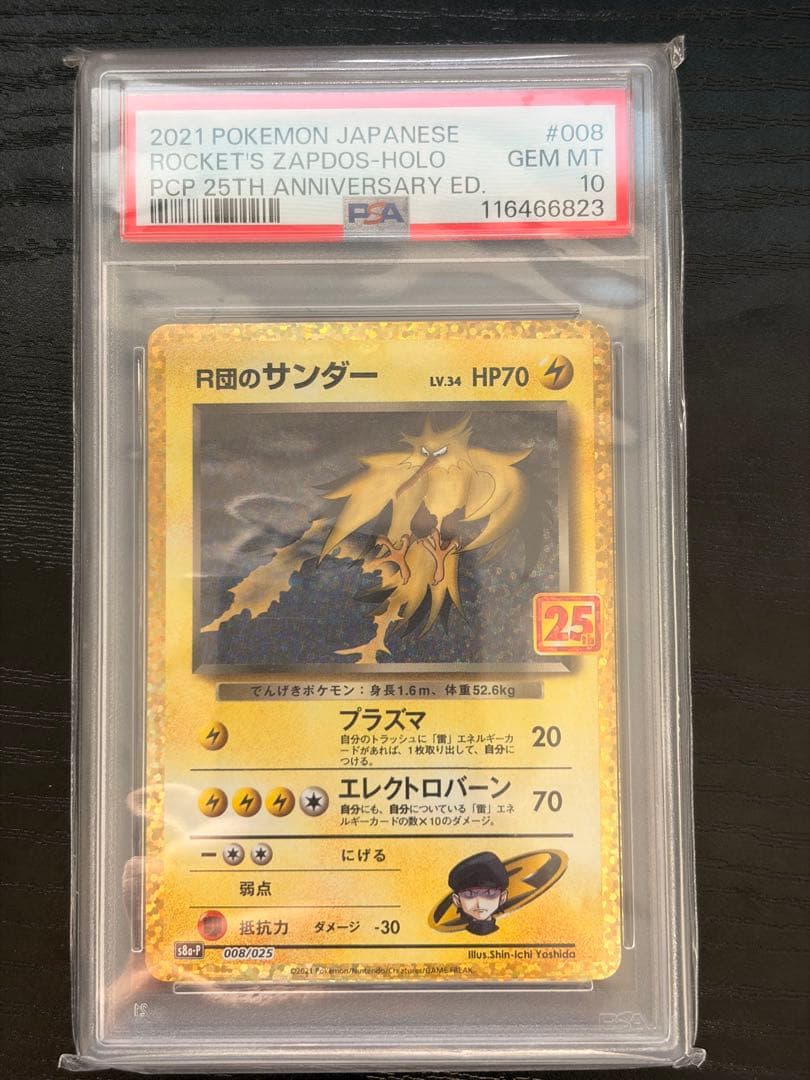 2021 POKEMON JAPANESE #008
ROCKET'S ZAPDOS-HOLO GEM MT
PCP 25TH ANNIVERSARY ED. 10
PSA 116466823
R団のサンダー LV.34 HP70
25th
でんげきポケモン:身長1.6m、体重52.6kg
プラズマ 20
自分のトラッシュに「雷」エネルギーカ
ードがあれば、1枚取り出して、自分に
つける。
エレクトロバーン 70
自分にも、自分についている「雷」エネ
ルギーカードの数×10のダメージ。
にげる
弱点
抵抗力 ダメージ -30
s8a-P 008/025 Illus.Shin-ichi Yoshida
©2021 Pokémon/Nintendo/Creatures/GAME FREAK.
PSA